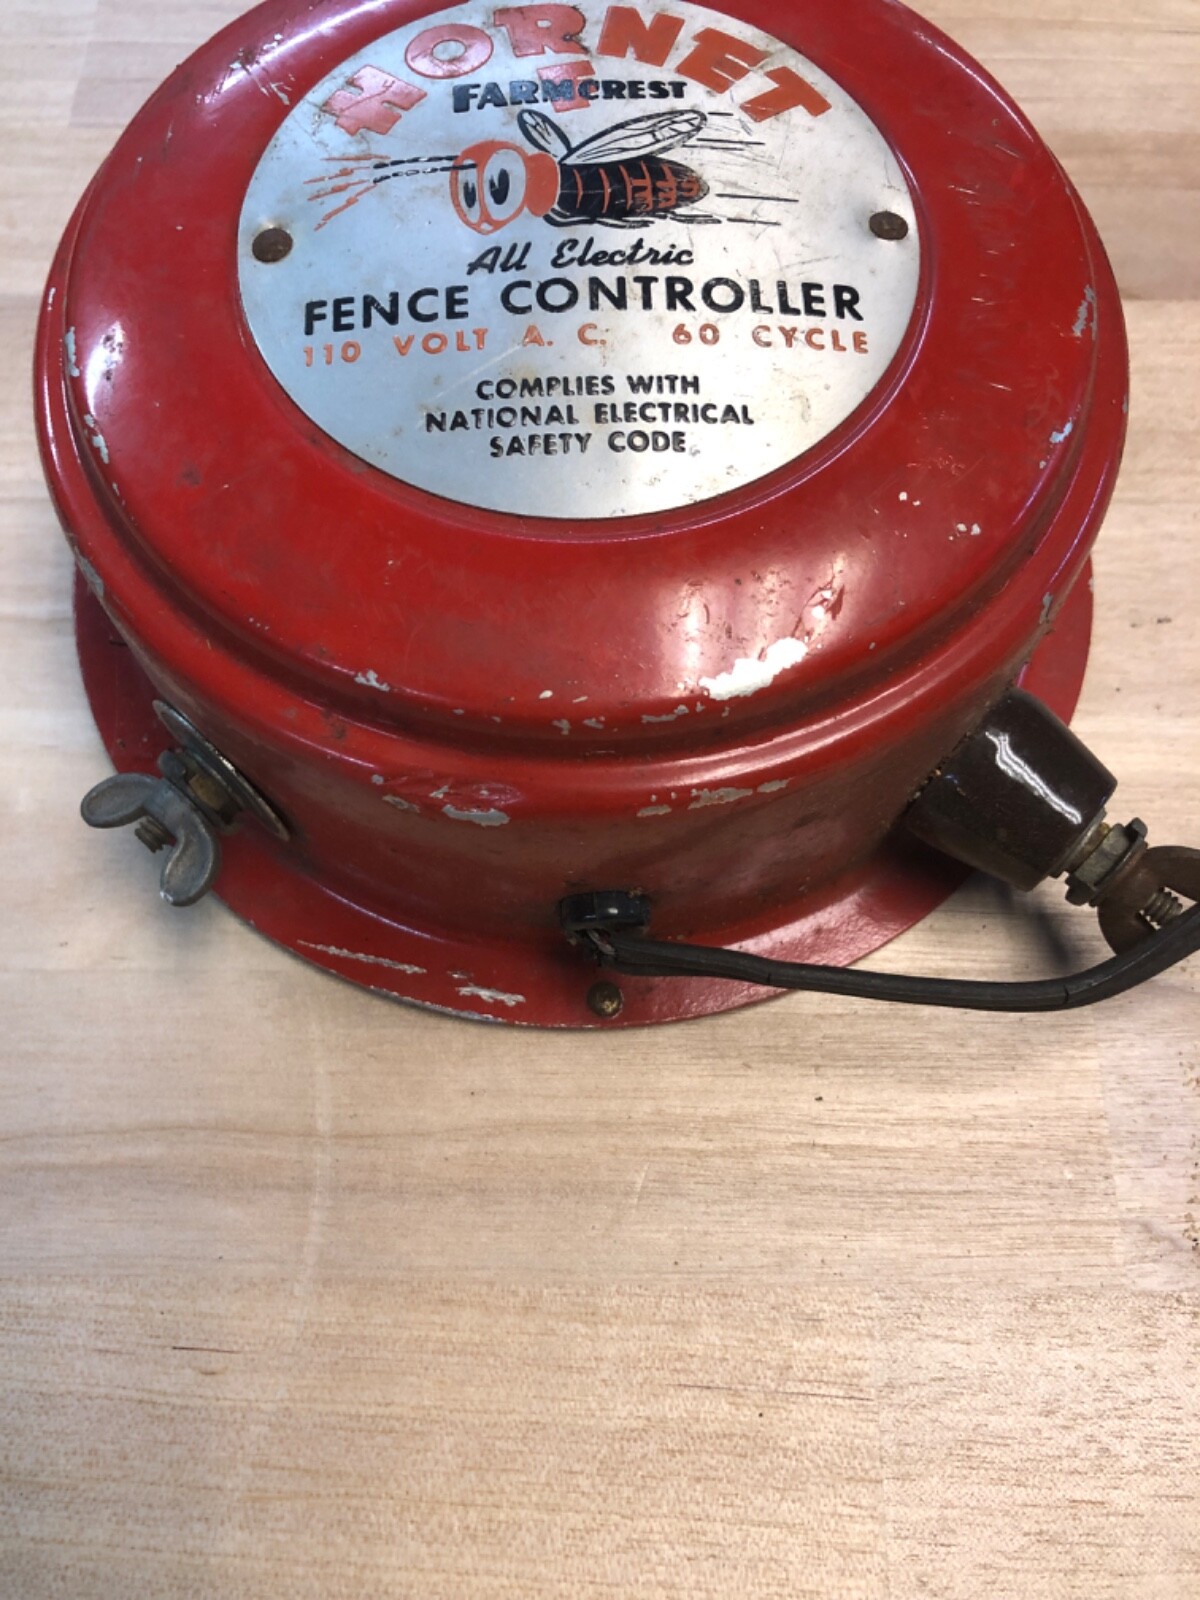 HORNET
FARMCREST
All Electric
FENCE CONTROLLER
110 VOLT A. C. 60 CYCLE
COMPLIES WITH
NATIONAL ELECTRICAL
SAFETY CODE